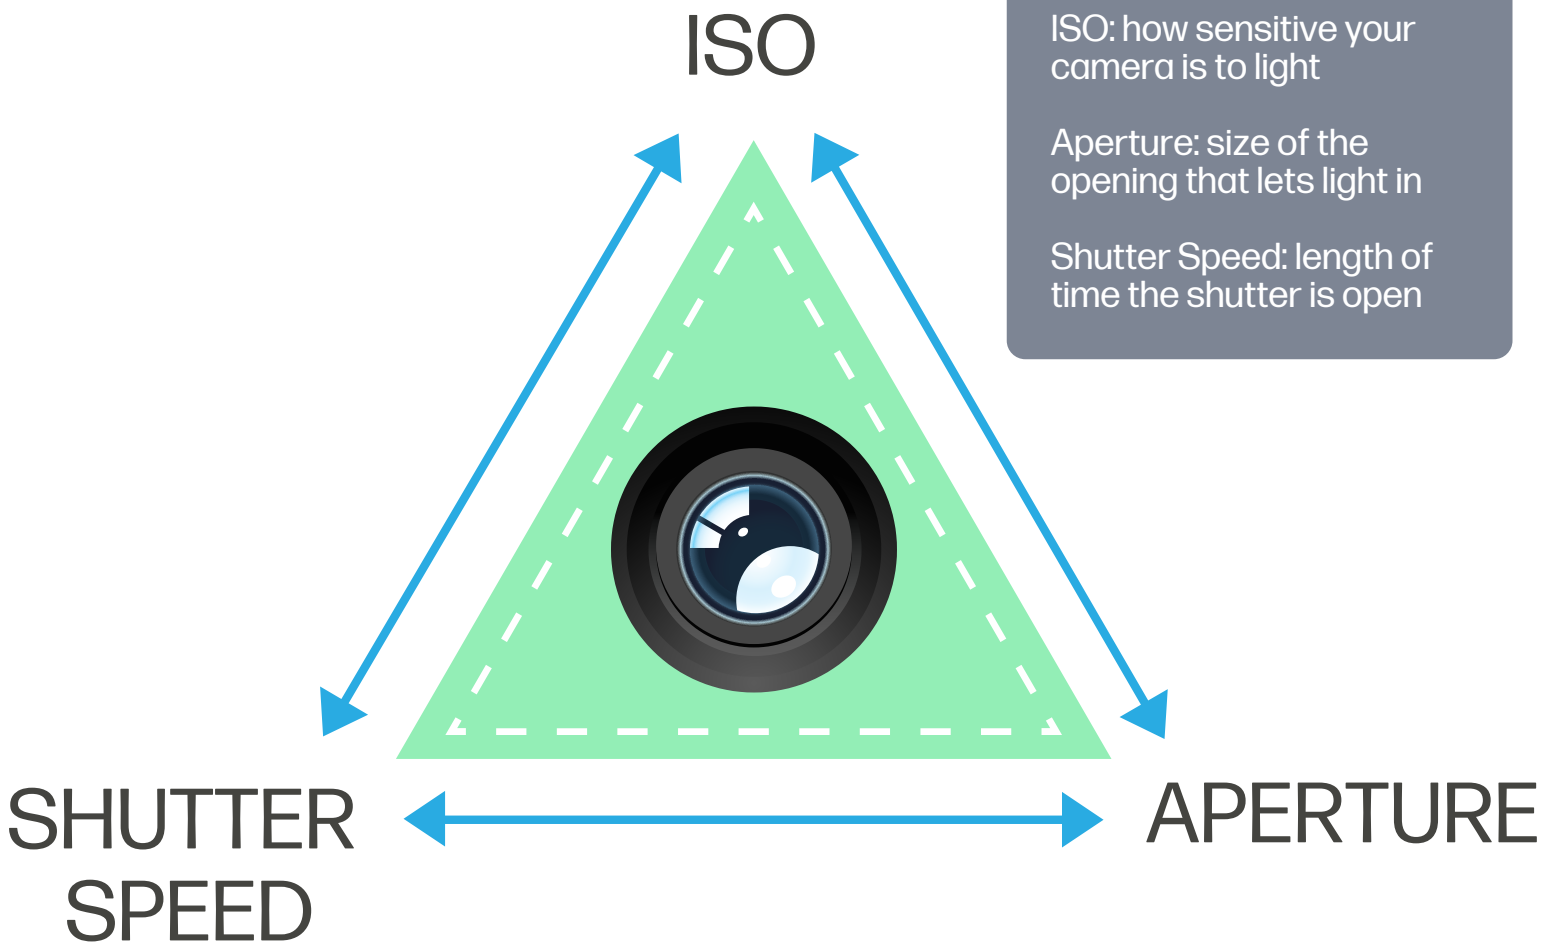 ISO
ISO: how sensitive your
camera is to light
Aperture: size of the
opening that lets light in
Shutter Speed: length of
time the shutter is open
SHUTTER
SPEED
APERTURE